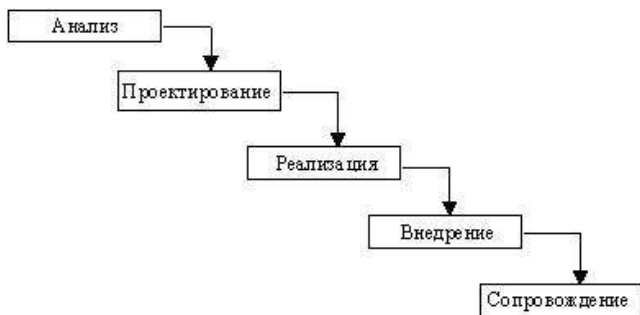 Анализ
Проектирование
Реализация
Внедрение
Сопровождение